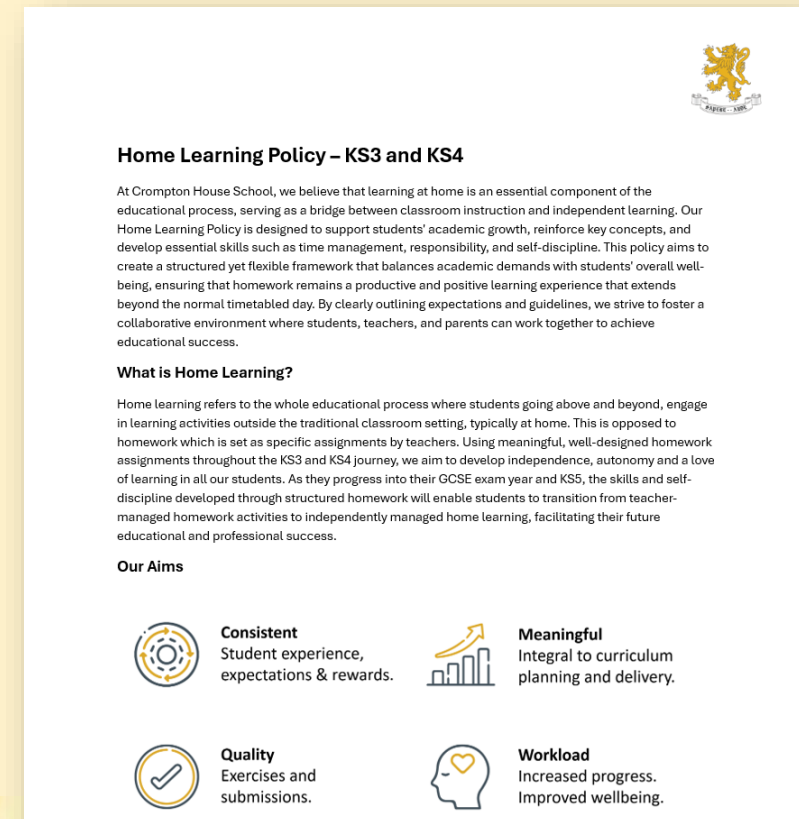 Home Learning Policy – KS3 and KS4
At Crompton House School, we believe that learning at home is an essential component of the
educational process, serving as a bridge between classroom instruction and independent learning. Our
Home Learning Policy is designed to support students' academic growth, reinforce key concepts, and
develop essential skills such as time management, responsibility, and self-discipline. This policy aims to
create a structured yet flexible framework that balances academic demands with students' overall well-
being, ensuring that homework remains a productive and positive learning experience that extends
beyond the normal timetabled day. By clearly outlining expectations and guidelines, we strive to foster a
collaborative environment where students, teachers, and parents can work together to achieve
educational success.
What is Home Learning?
Home learning refers to the whole educational process where students going above and beyond, engage
in learning activities outside the traditional classroom setting, typically at home. This is opposed to
homework which is set as specific assignments by teachers. Using meaningful, well-designed homework
assignments throughout the KS3 and KS4 journey, we aim to develop independence, autonomy and a love
of learning in all our students. As they progress into their GCSE exam year and KS5, the skills and self-
discipline developed through structured homework will enable students to transition from teacher-
managed homework activities to independently managed home learning, facilitating their future
educational and professional success.
Our Aims
Consistent
Student experience,
expectations & rewards.
Meaningful
Integral to curriculum
planning and delivery.
Quality
Exercises and
submissions.
Workload
Increased progress.
Improved wellbeing.